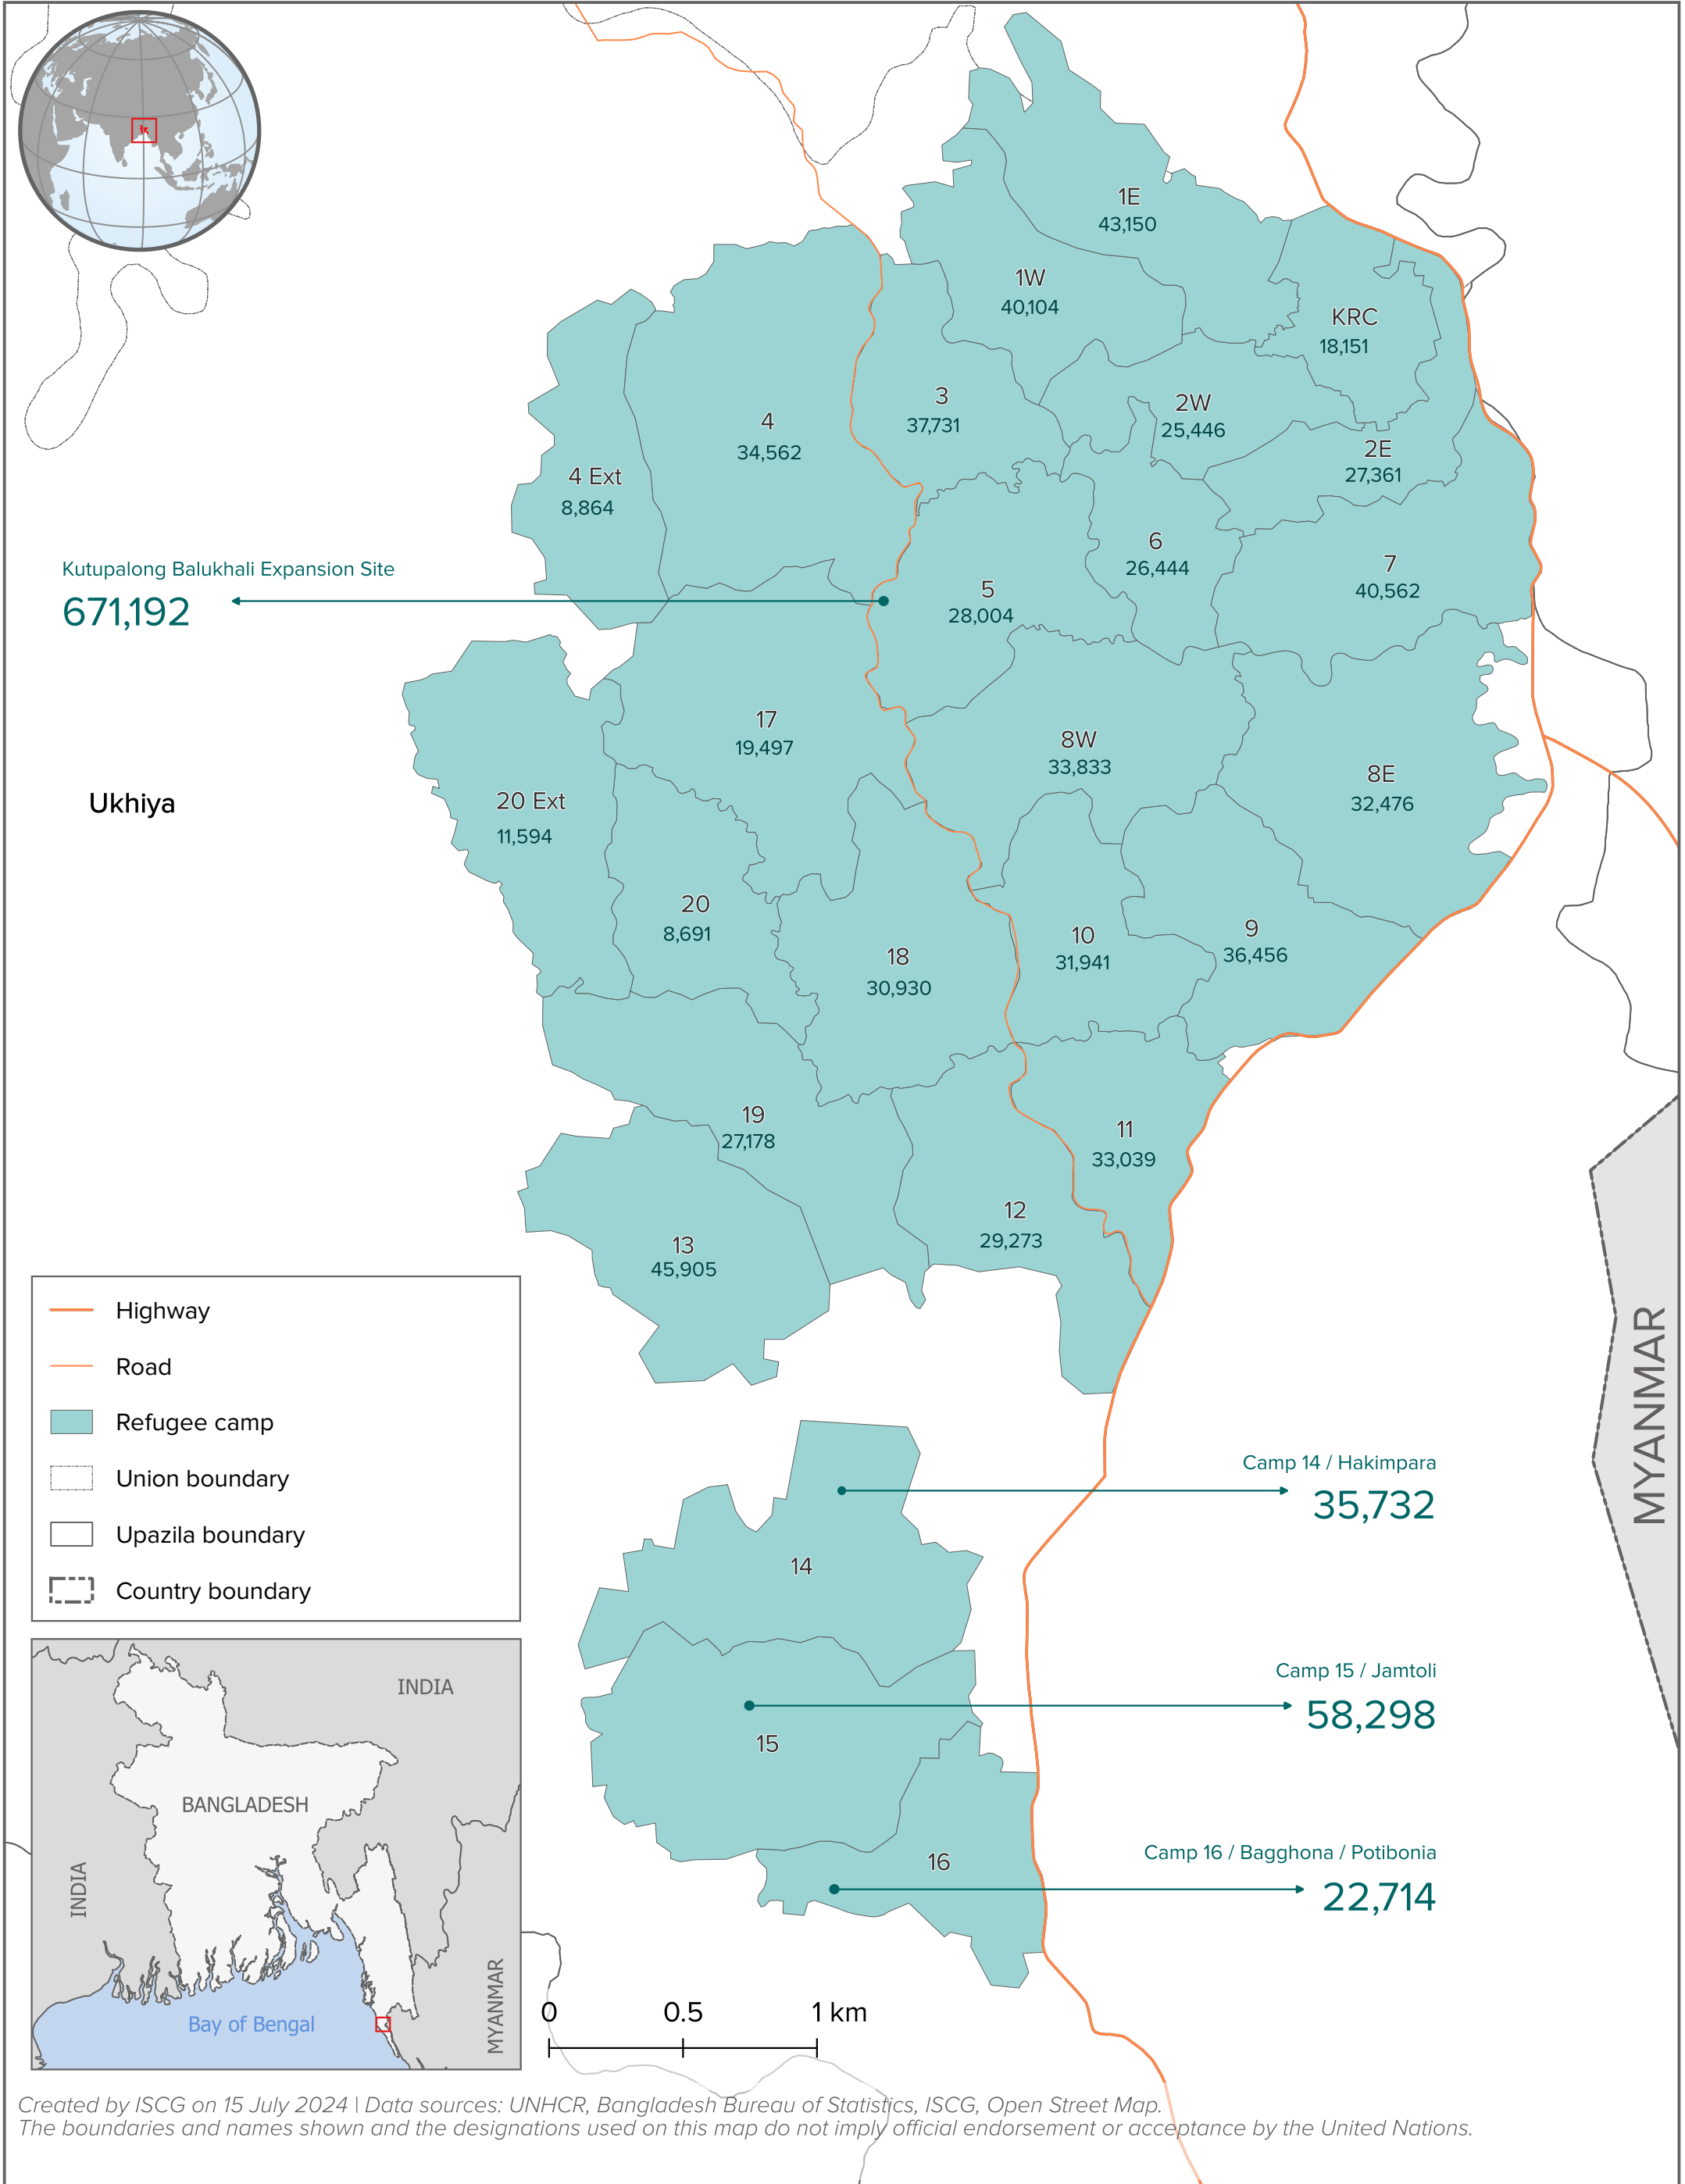 1E
43,150
1W
40,104
KRC
18,151
3
37,731
2W
25,446
4
34,562
2E
27,361
4 Ext
8,864
6
26,444
7
40,562
5
28,004
Kutupalong Balukhali Expansion Site
671,192
17
19,497
8W
33,833
8E
32,476
Ukhiya
20 Ext
11,594
20
8,691
18
30,930
10
31,941
9
36,456
19
27,178
11
33,039
12
29,273
13
45,905
Highway
Road
Refugee camp
Union boundary
Upazila boundary
Country boundary
MYANMAR
Camp 14 / Hakimpara
35,732
14
Camp 15 / Jamtoli
58,298
15
Camp 16 / Bagghona / Potibonia
22,714
16
INDIA
BANGLADESH
INDIA
MYANMAR
Bay of Bengal
0 0.5 1 km
Created by ISCG on 15 July 2024 | Data sources: UNHCR, Bangladesh Bureau of Statistics, ISCG, Open Street Map.
The boundaries and names shown and the designations used on this map do not imply official endorsement or acceptance by the United Nations.